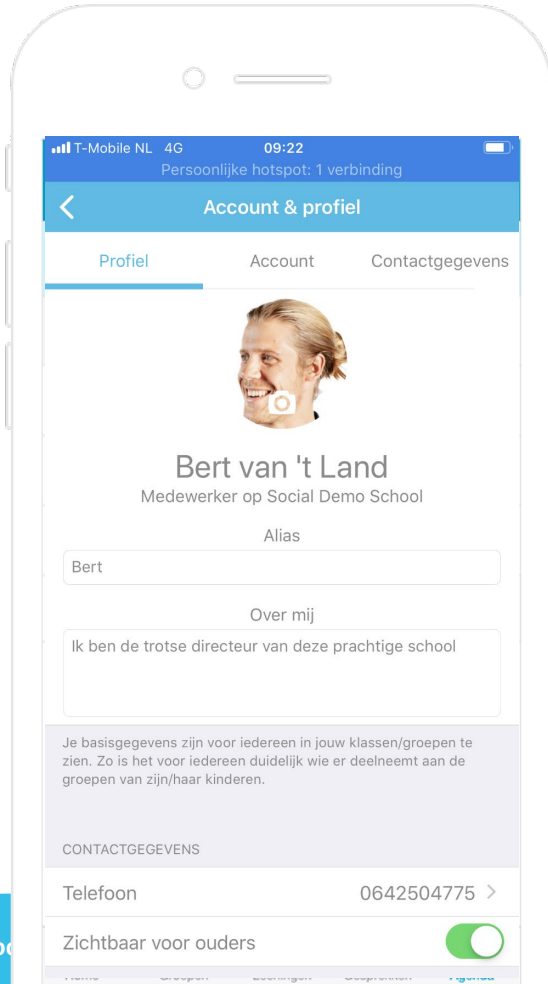 T-Mobile NL 4G 09:22
Persoonlijke hotspot: 1 verbinding
Account & profiel
Profiel Account Contactgegevens
Bert van 't Land
Medewerker op Social Demo School
Alias
Bert
Over mij
Ik ben de trotse directeur van deze prachtige school
Je basisgegevens zijn voor iedereen in jouw klassen/groepen te
zien. Zo is het voor iedereen duidelijk wie er deelneemt aan de
groepen van zijn/haar kinderen.
CONTACTGEGEVENS
Telefoon 0642504775
Zichtbaar voor ouders